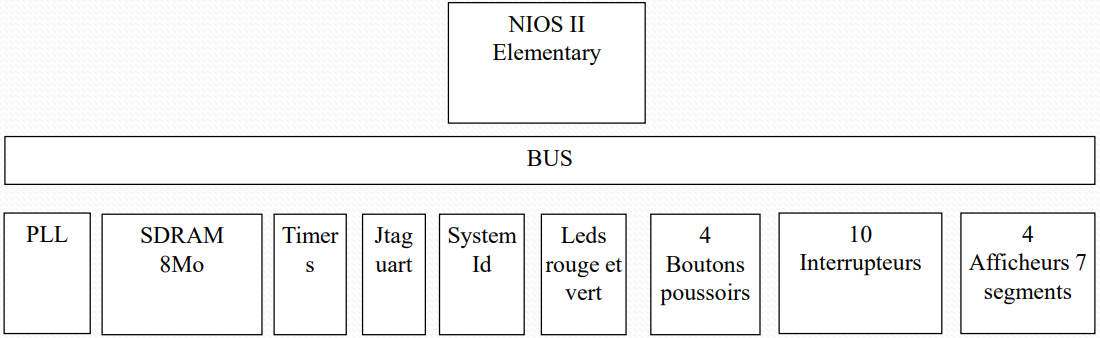 NIOS II
Elementary
BUS
PLL
SDRAM
8Mo
Timer
s
Jtag
uart
System
Id
Leds
rouge et
vert
4
Boutons
poussoirs
10
Interrupteurs
4
Afficheurs 7
segments